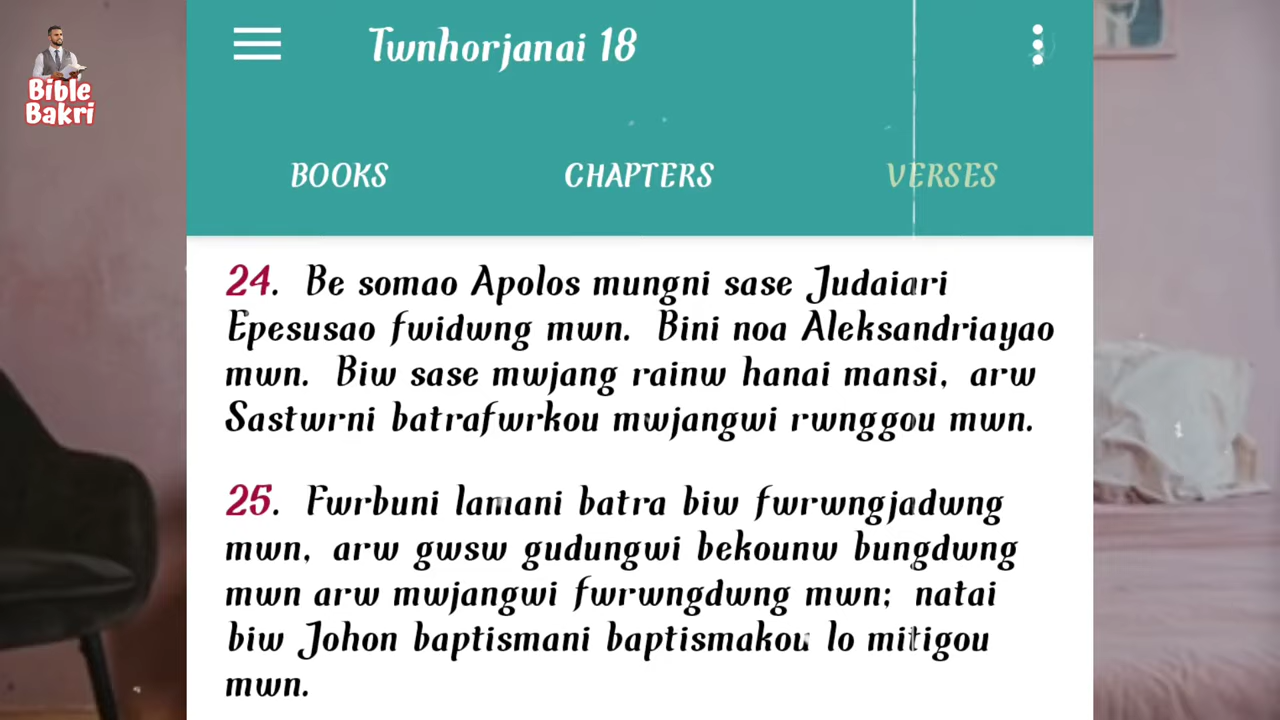 Bible
Bakri
Twnhorjanai 18
BOOKS CHAPTERS VERSES
24. Be somao Apolos mungni sase Judaiari
Epesusao fwidwng mwn. Bini noa Aleksandriayao
mwn. Biw sase mwjang rainw hanai mansi, arw
Sastwrni batrafwrkou mwjangwi rwnggou mwn.
25. Fwrbuni lamani batra biw fwrwngjadwng
mwn, arw gwsw gudungwi bekounw bungdwng
mwn arw mwjangwi fwrwngdwng mwn; natai
biw Johon baptismani baptismakou lo mitigou
mwn.